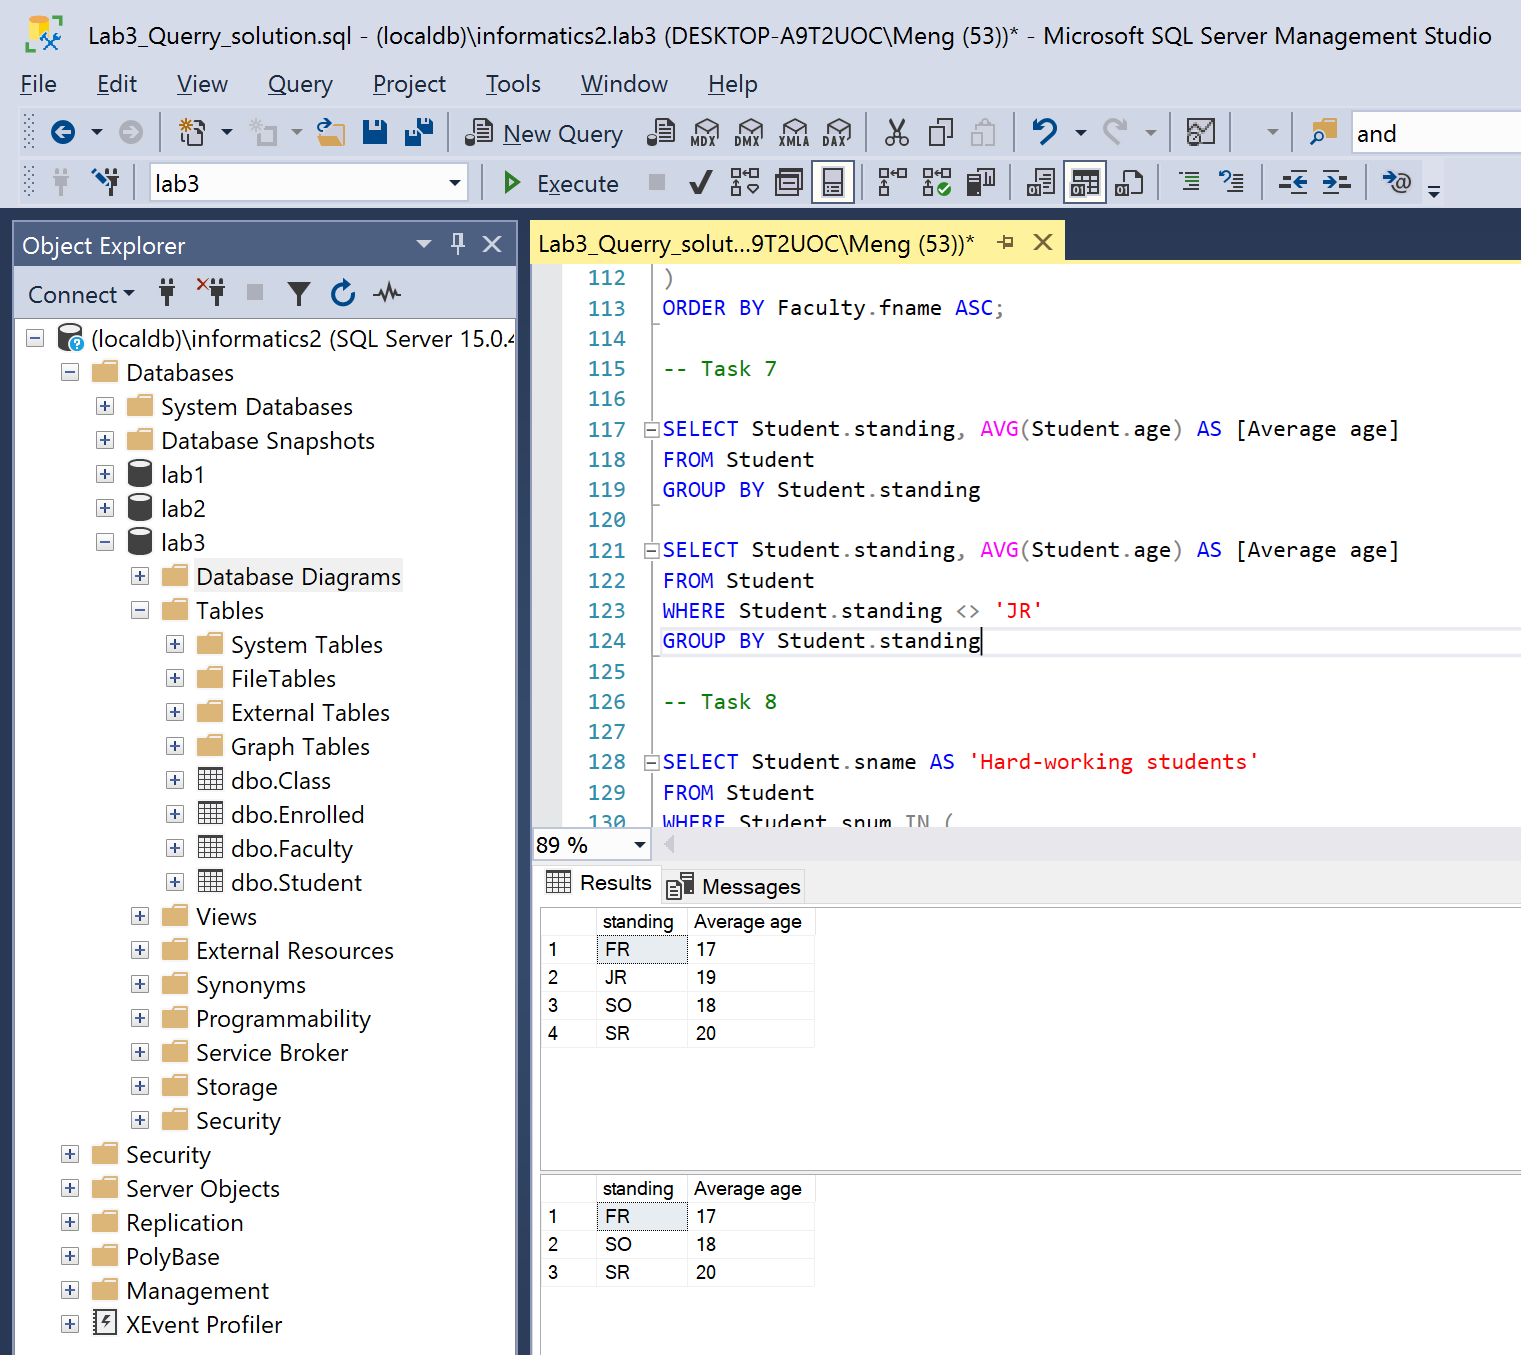 Lab3_Querry_solution.sql - (localdb)\informatics2.lab3 (DESKTOP-A9T2UOC\Meng (53))* - Microsoft SQL Server Management Studio
File Edit View Query Project Tools Window Help
New Query MDX DMX XMLA DAX and
lab3 Execute
Object Explorer
Connect
(localdb)\informatics2 (SQL Server 15.0.4
Databases
System Databases
Database Snapshots
lab1
lab2
lab3
Database Diagrams
Tables
System Tables
FileTables
External Tables
Graph Tables
dbo.Class
dbo.Enrolled
dbo.Faculty
dbo.Student
Views
External Resources
Synonyms
Programmability
Service Broker
Storage
Security
Security
Server Objects
Replication
PolyBase
Management
XEvent Profiler
Lab3_Querry_solut...9T2UOC\Meng (53))*
112 )
113 ORDER BY Faculty.fname ASC;
114
115 -- Task 7
116
117 SELECT Student.standing, AVG(Student.age) AS [Average age]
118 FROM Student
119 GROUP BY Student.standing
120
121 SELECT Student.standing, AVG(Student.age) AS [Average age]
122 FROM Student
123 WHERE Student.standing <> 'JR'
124 GROUP BY Student.standing
125
126 -- Task 8
127
128 SELECT Student.sname AS 'Hard-working students'
129 FROM Student
130 WHERE Student.snum IN (
89 %
Results Messages
standing Average age
1 FR 17
2 JR 19
3 SO 18
4 SR 20
standing Average age
1 FR 17
2 SO 18
3 SR 20